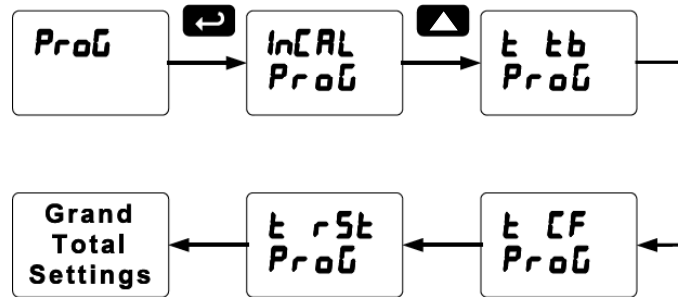 ProG
InCAL
ProG
t tb
ProG
Grand
Total
Settings
t rSt
ProG
t CF
ProG